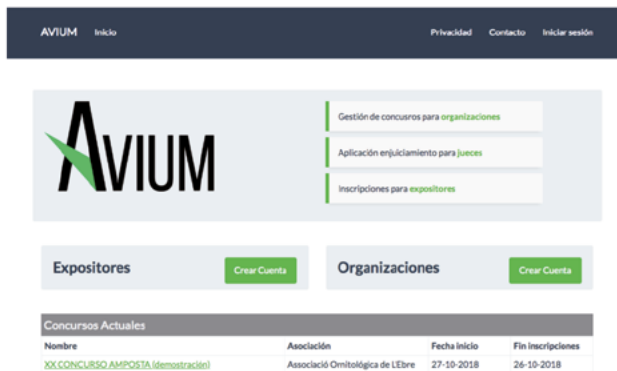 AVIUM Inicio Privacidad Contacto Iniciar sesión
AVIUM
Gestión de concusros para organizaciones
Aplicación enjuiciamiento para jueces
Inscripciones para expositores
Expositores Crear Cuenta Organizaciones Crear Cuenta
Concursos Actuales
Nombre Asociación Fecha inicio Fin inscripciones
XX CONCURSO AMPOSTA (demostración) Associació Ornitológica de L'Ebre 27-10-2018 26-10-2018